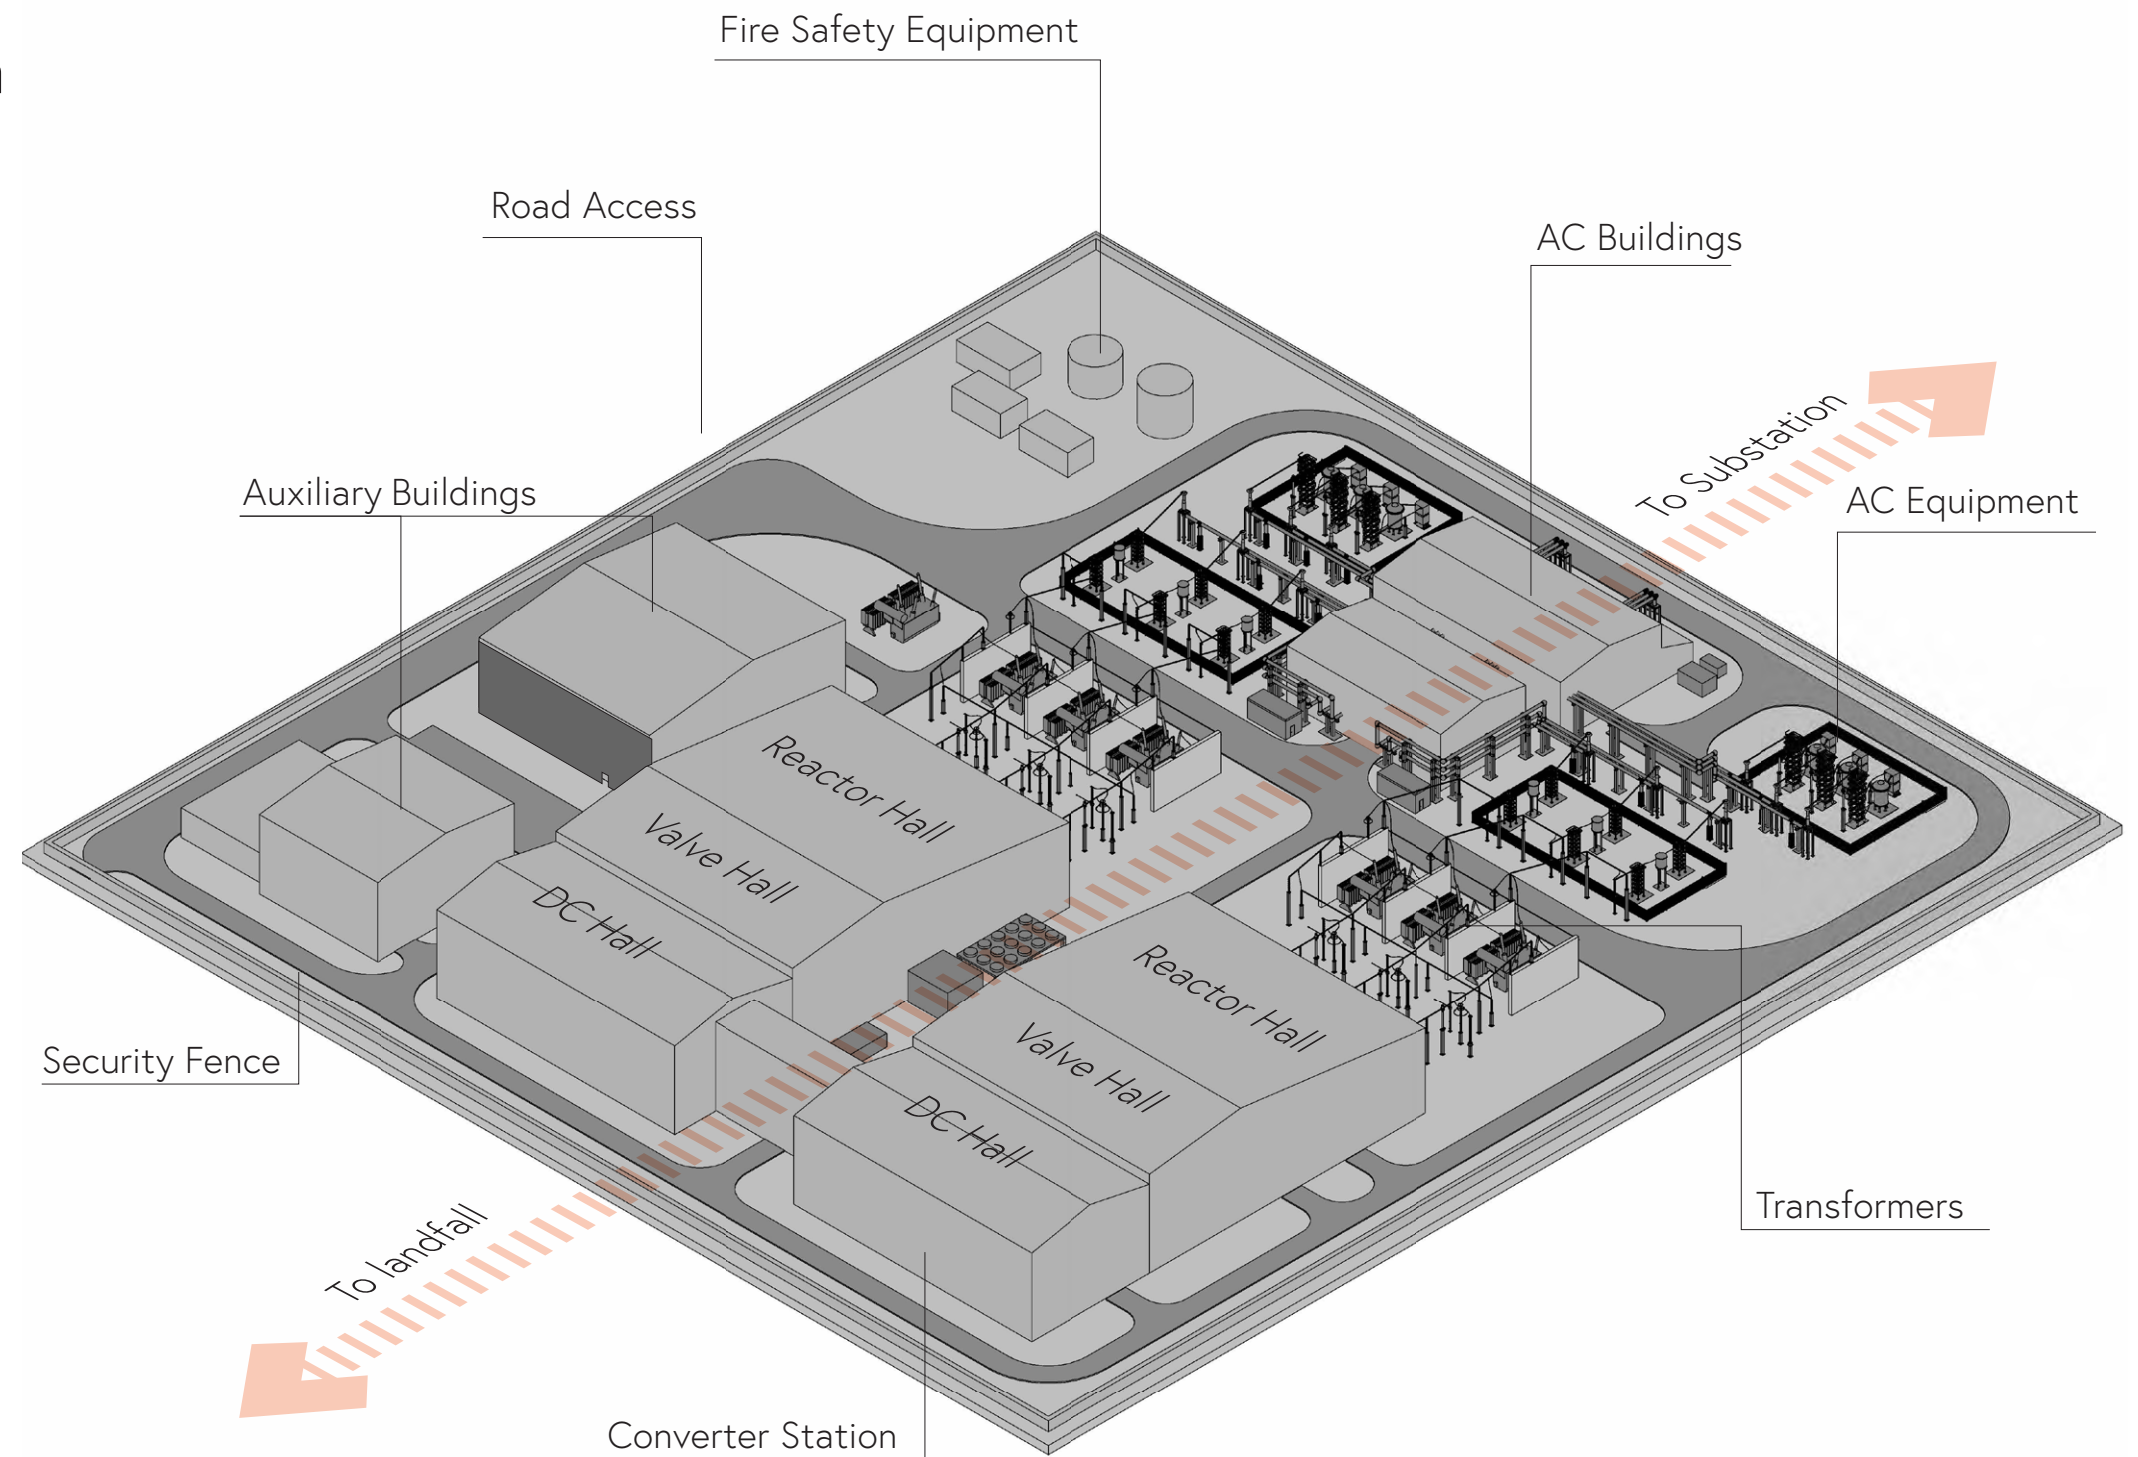 Fire Safety Equipment
Road Access
AC Buildings
To Substation
AC Equipment
Auxiliary Buildings
Reactor Hall
Valve Hall
DC Hall
Reactor Hall
Valve Hall
DC Hall
Security Fence
Transformers
To landfall
Converter Station